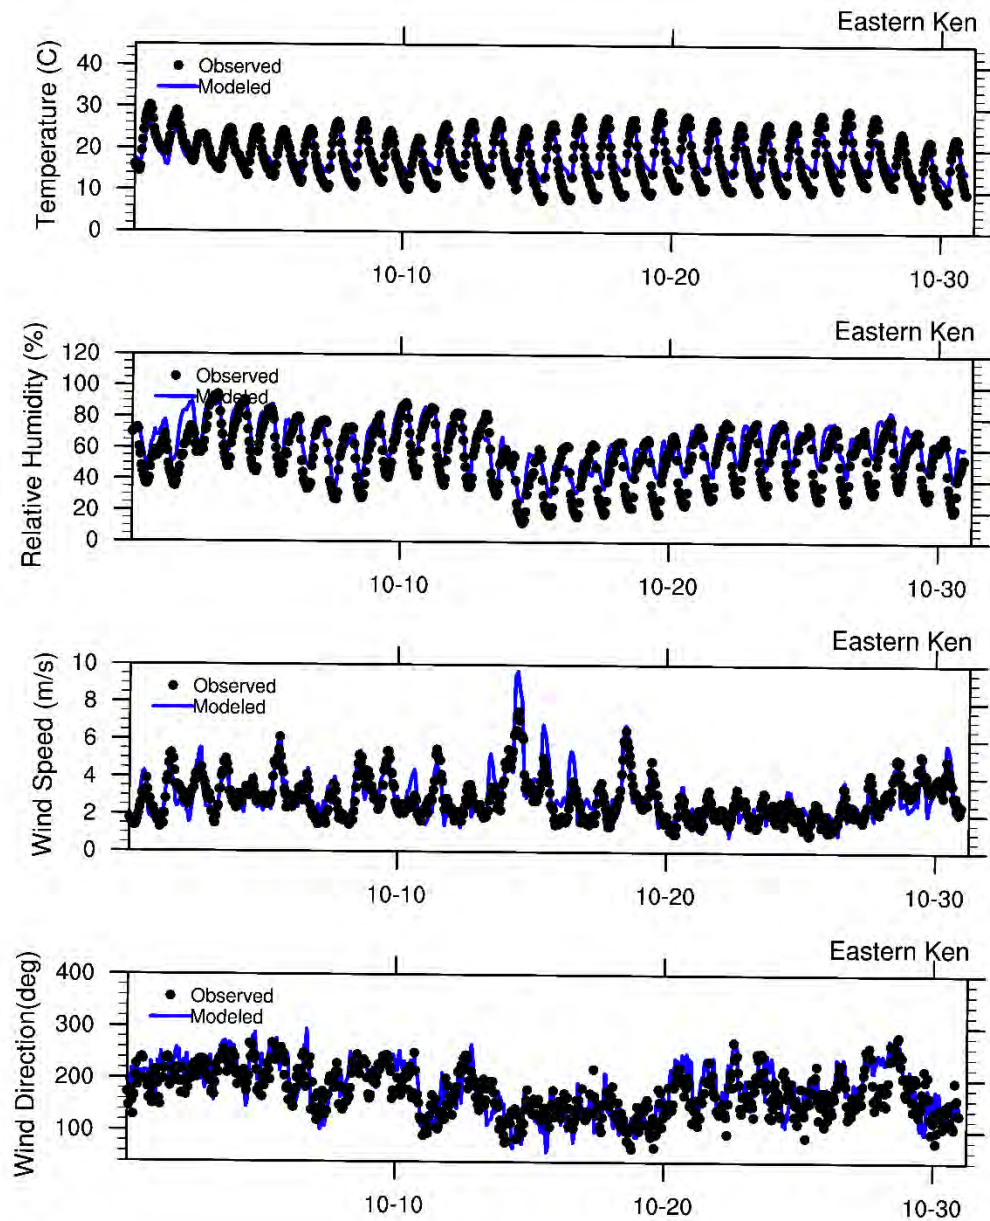 Eastern Ken
Temperature (C)
40
30
20
10
0
Observed
Modeled
10-10
10-20
10-30
Eastern Ken
Relative Humidity (%)
120
100
80
60
40
20
0
Observed
Modeled
10-10
10-20
10-30
Eastern Ken
Wind Speed (m/s)
10
8
6
4
2
0
Observed
Modeled
10-10
10-20
10-30
Eastern Ken
Wind Direction(deg)
400
300
200
100
Observed
Modeled
10-10
10-20
10-30